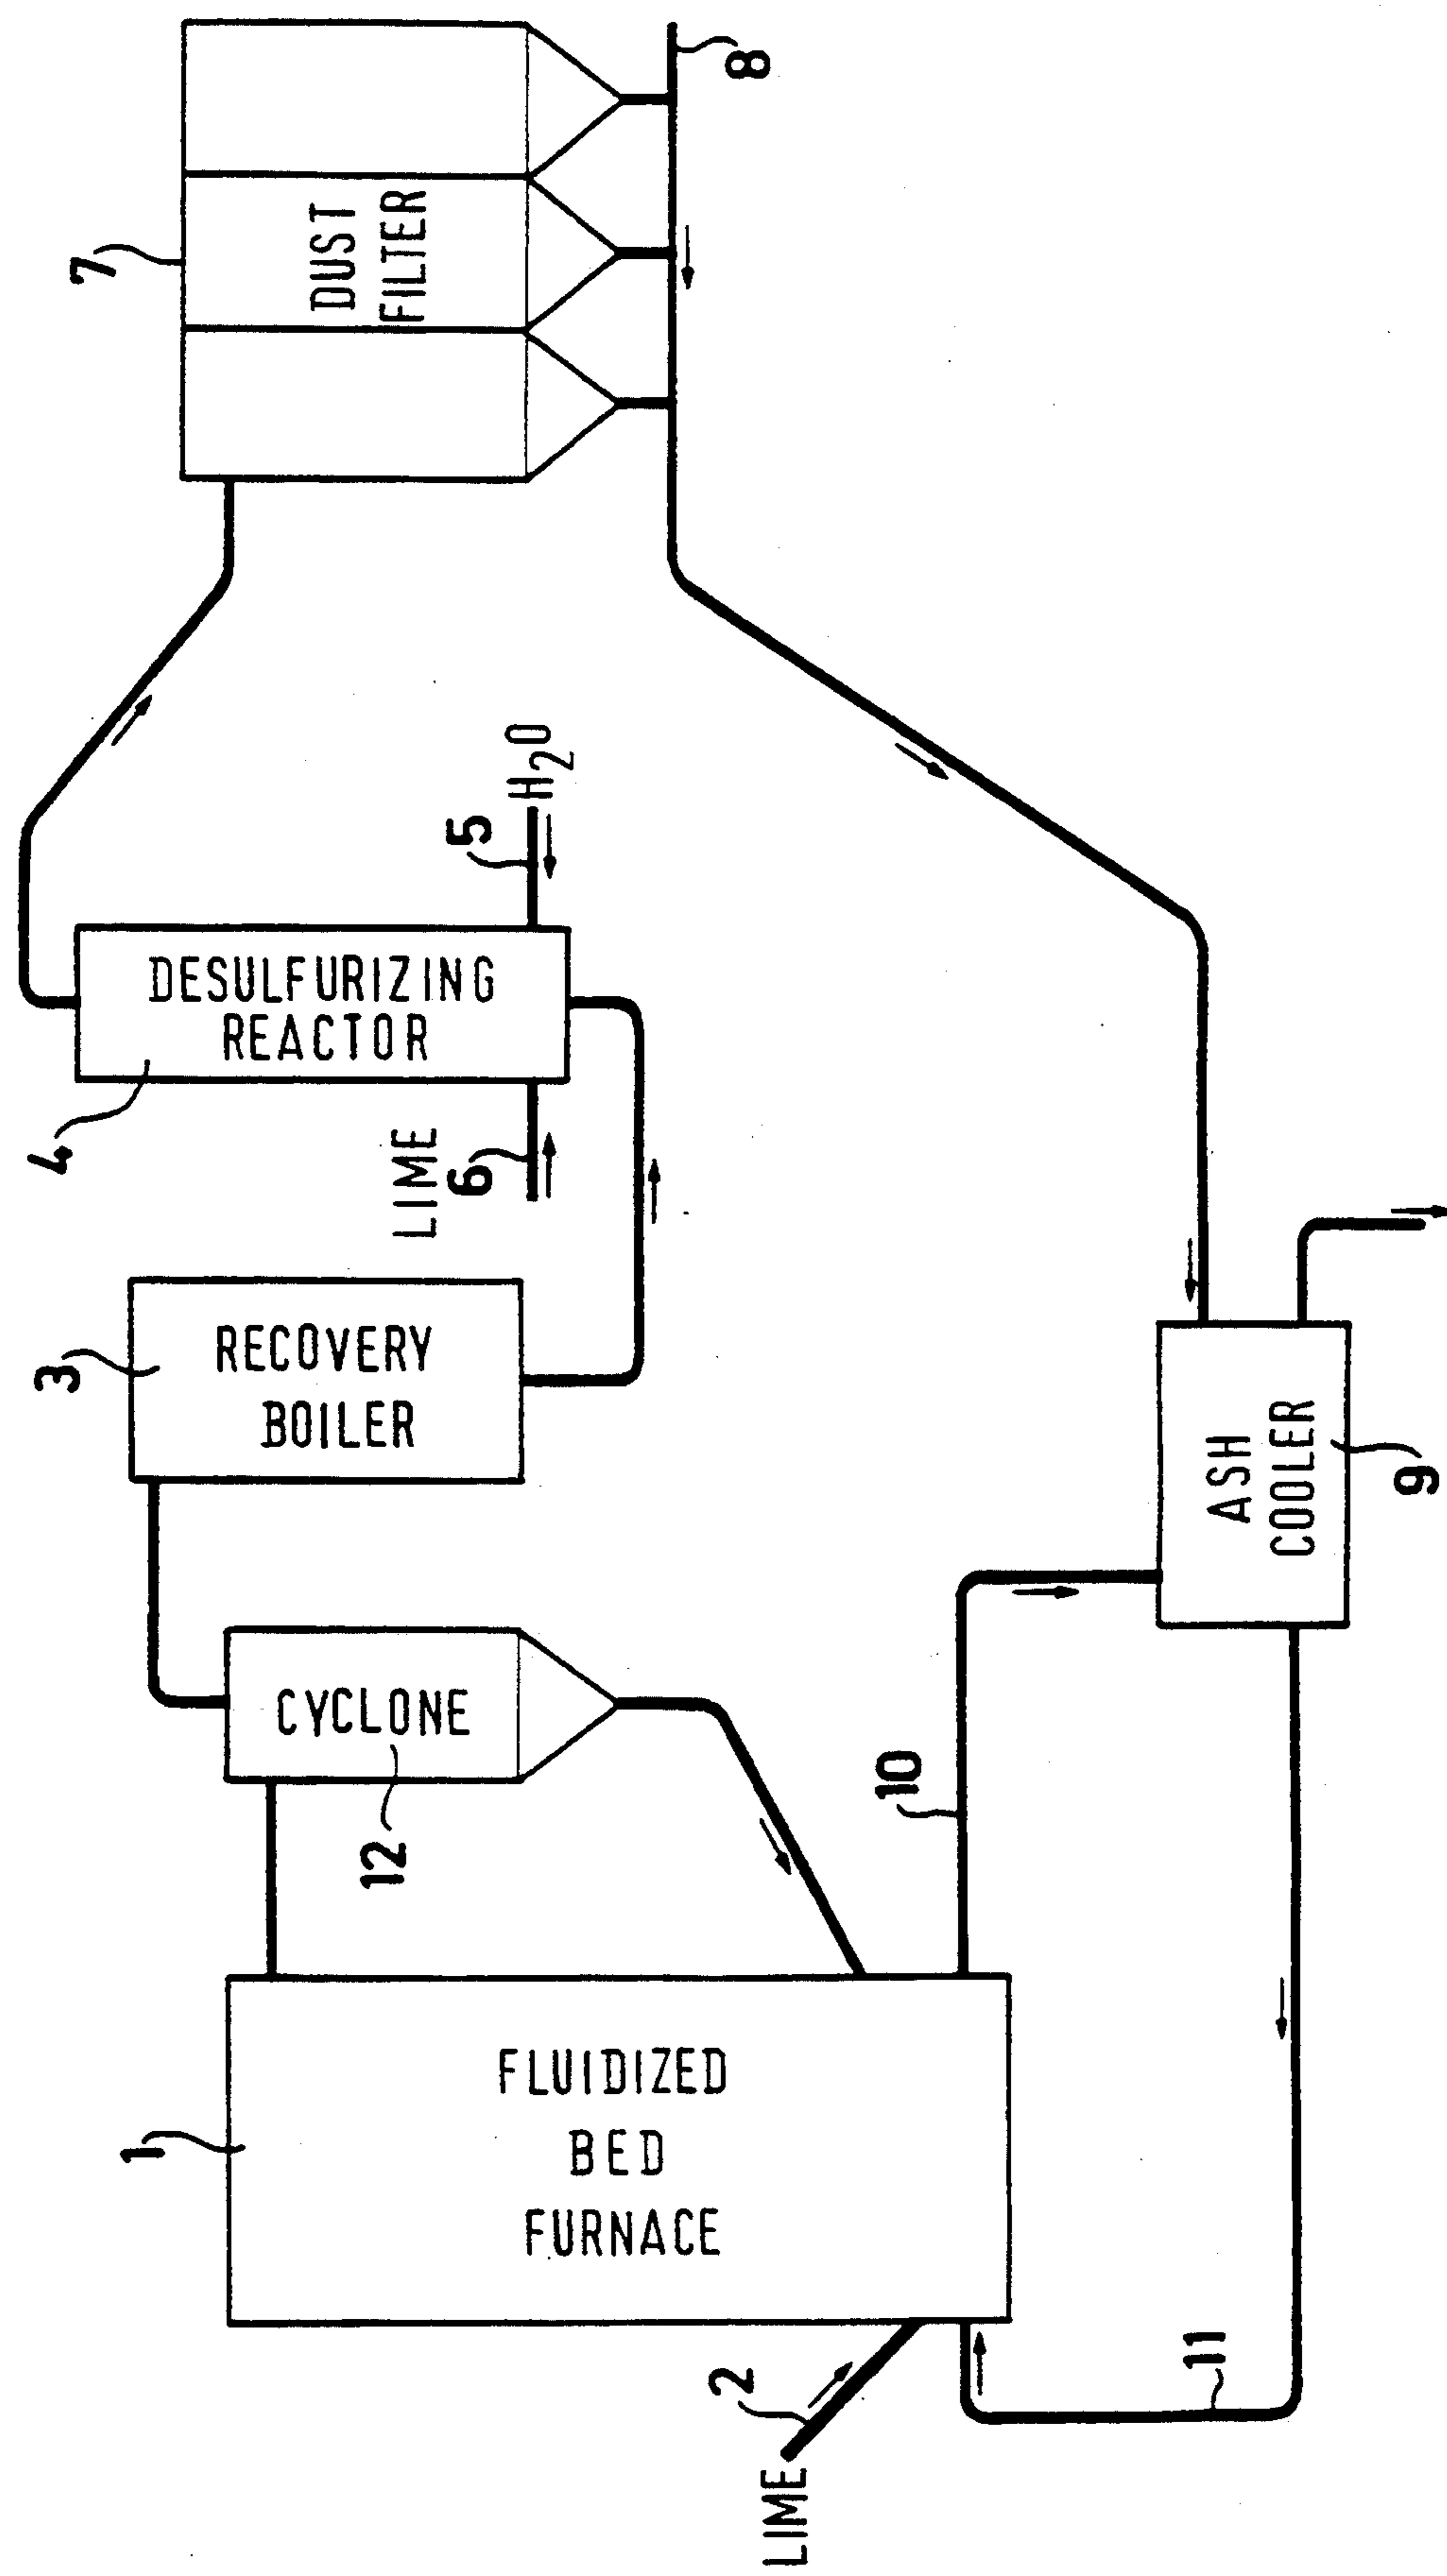 1
FLUIDIZED
BED
FURNACE
2
LIME
12
CYCLONE
3
RECOVERY
BOILER
4
DESULFURIZING
REACTOR
LIME
6
5
H2O
7
DUST
FILTER
8
10
11
ASH
COOLER
9